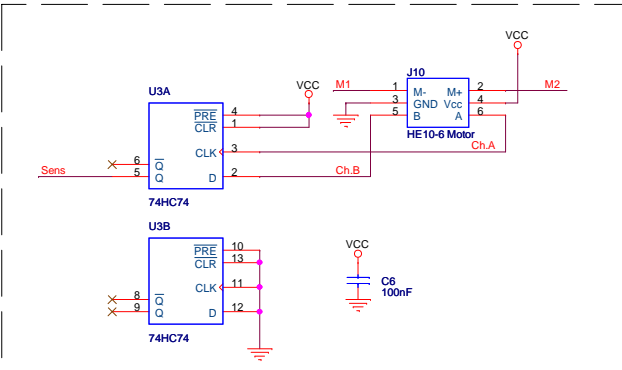 VCC
J10
U3A
VCC
M1
1
M-
M+
2
M2
3
GND
Vcc
4
5
B
A
6
HE10-6 Motor
PRE
4
CLR
1
CLK
3
Ch.A
6
Q
Sens
5
Q
D
2
Ch.B
74HC74
U3B
PRE
10
CLR
13
VCC
CLK
11
C6
100nF
8
Q
9
Q
D
12
74HC74